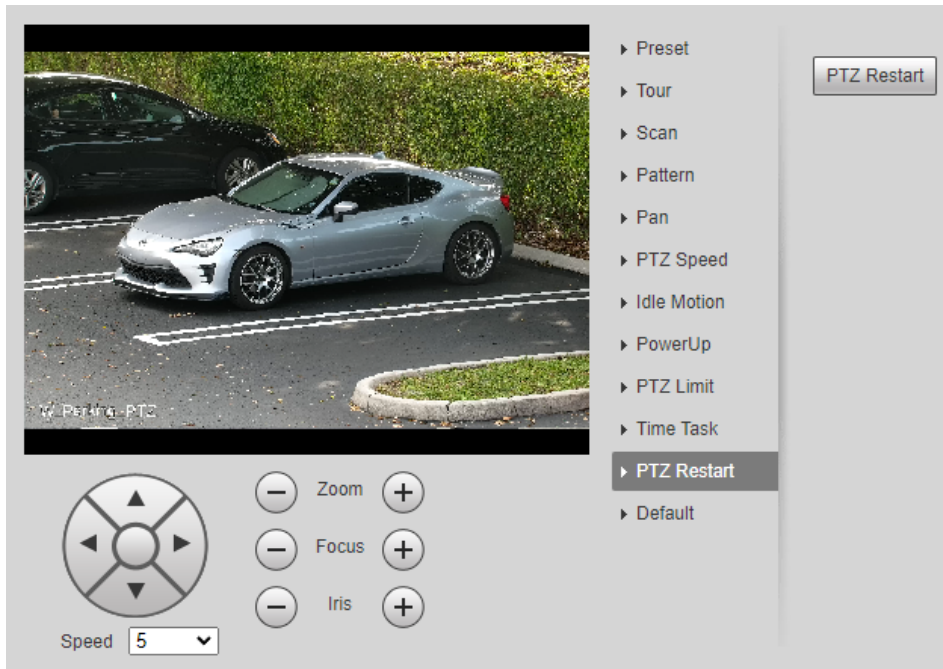 W_Parking_PTZ
Zoom
Focus
Iris
Speed 5
Preset
Tour
Scan
Pattern
Pan
PTZ Speed
Idle Motion
PowerUp
PTZ Limit
Time Task
PTZ Restart
Default
PTZ Restart